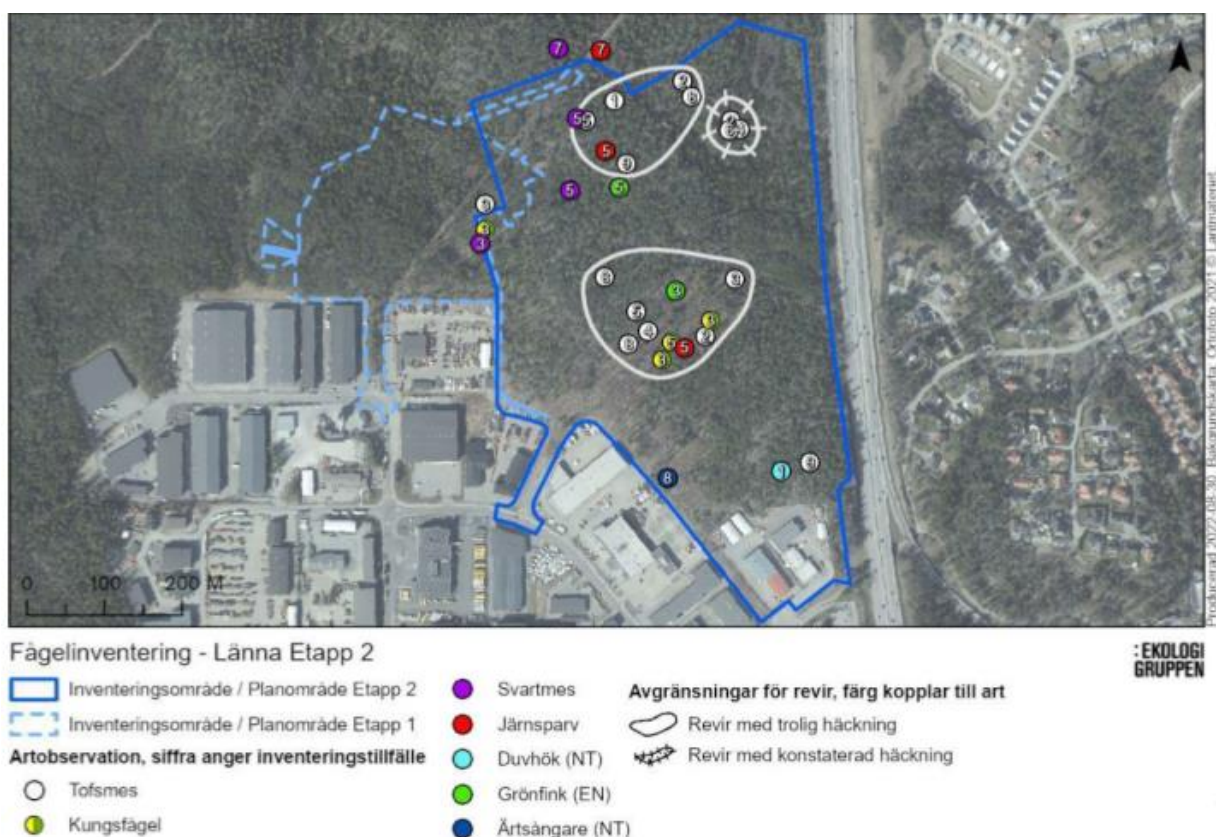 7 7
0 100 200 M
Producerad 2022-08-30 Bakgrundskarta: Ortofoto 2021 © Lantmäteriet
Fågelinventering - Länna Etapp 2
:EKOLOGI
GRUPPEN
Inventeringsområde / Planområde Etapp 2
Inventeringsområde / Planområde Etapp 1
Artobservation, siffra anger inventeringstillfälle
Tofsmes
Kungsfågel
Svartmes
Järnsparv
Duvhök (NT)
Grönfink (EN)
Ärtsångare (NT)
Avgränsningar för revir, färg kopplar till art
Revir med trolig häckning
Revir med konstaterad häckning